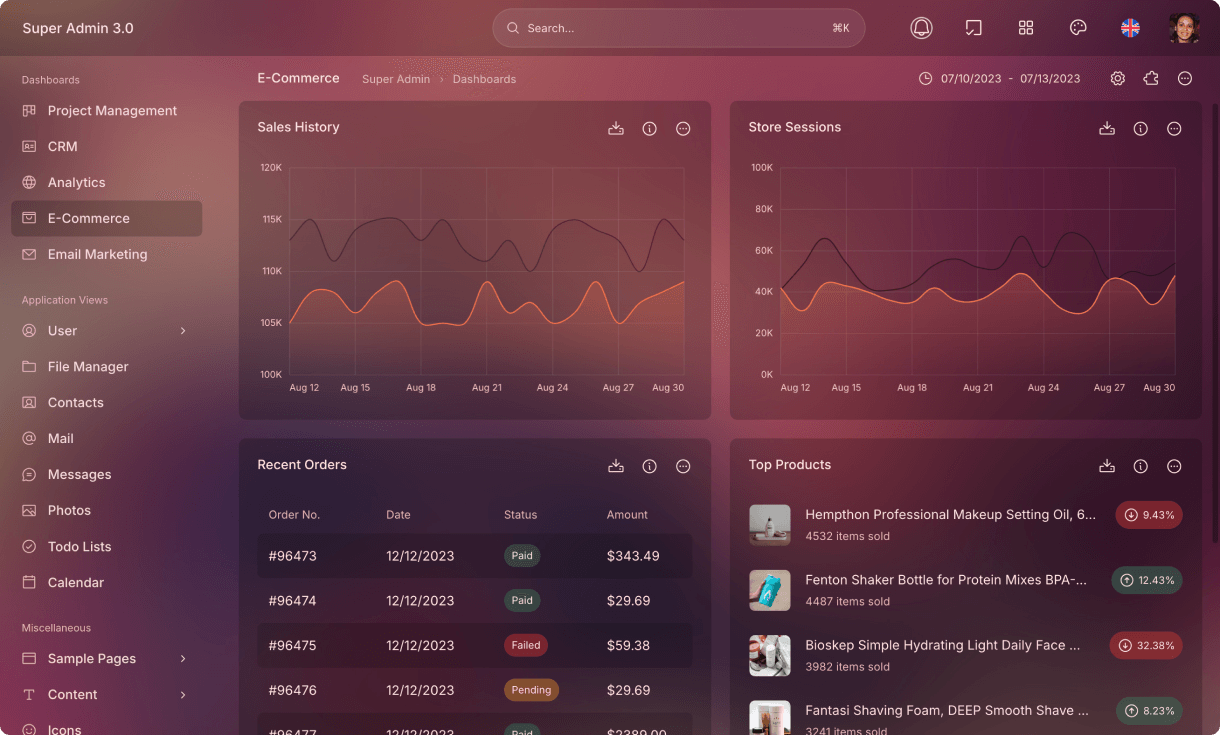 Super Admin 3.0
Search...
⌘K
Dashboards
Project Management
CRM
Analytics
E-Commerce
Email Marketing
Application Views
User
File Manager
Contacts
Mail
Messages
Photos
Todo Lists
Calendar
Miscellaneous
Sample Pages
Content
Icons
E-Commerce
Super Admin › Dashboards
07/10/2023 - 07/13/2023
Sales History
120K
115K
110K
105K
100K
Aug 12 Aug 15 Aug 18 Aug 21 Aug 24 Aug 27 Aug 30
Store Sessions
100K
80K
60K
40K
20K
0K
Aug 12 Aug 15 Aug 18 Aug 21 Aug 24 Aug 27 Aug 30
Recent Orders
Order No. Date Status Amount
#96473 12/12/2023 Paid $343.49
#96474 12/12/2023 Paid $29.69
#96475 12/12/2023 Failed $59.38
#96476 12/12/2023 Pending $29.69
#96477 12/12/2023 Paid $2389.00
Top Products
Hempthon Professional Makeup Setting Oil, 6...
4532 items sold
9.43%
Fenton Shaker Bottle for Protein Mixes BPA-...
4487 items sold
12.43%
Bioskep Simple Hydrating Light Daily Face ...
3982 items sold
32.38%
Fantasi Shaving Foam, DEEP Smooth Shave ...
3241 items sold
8.23%